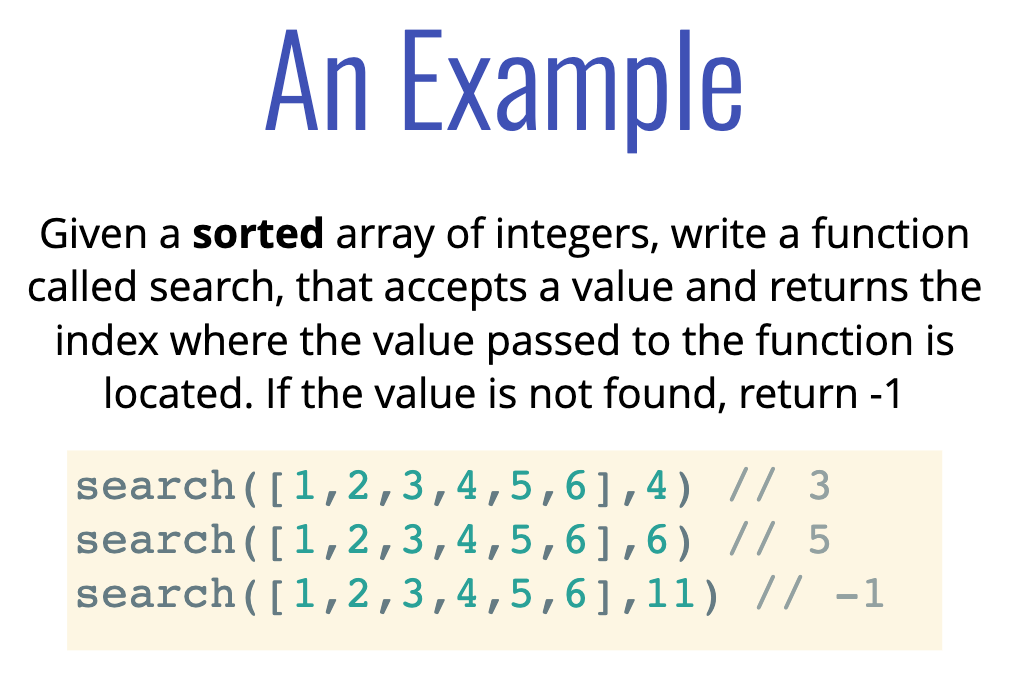 An Example
Given a sorted array of integers, write a function
called search, that accepts a value and returns the
index where the value passed to the function is
located. If the value is not found, return -1
search([1,2,3,4,5,6],4) // 3
search([1,2,3,4,5,6],6) // 5
search([1,2,3,4,5,6],11) // -1